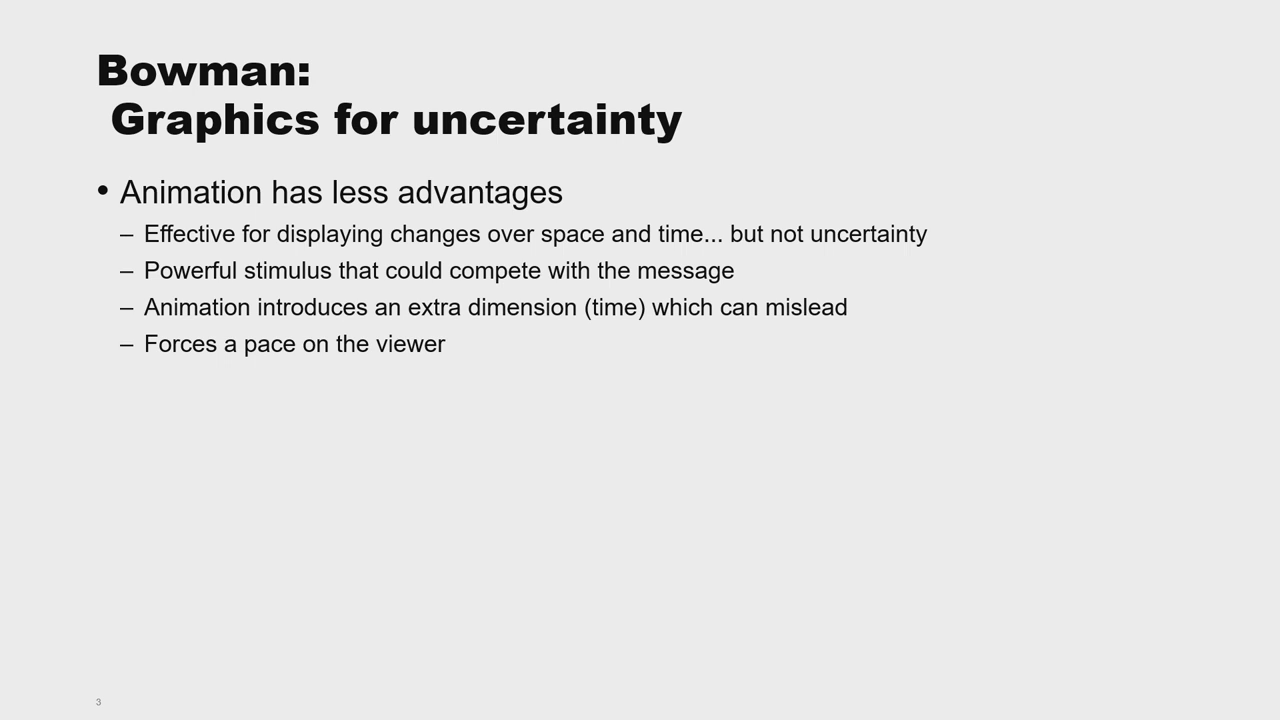 Bowman:
Graphics for uncertainty
• Animation has less advantages
– Effective for displaying changes over space and time... but not uncertainty
– Powerful stimulus that could compete with the message
– Animation introduces an extra dimension (time) which can mislead
– Forces a pace on the viewer
3